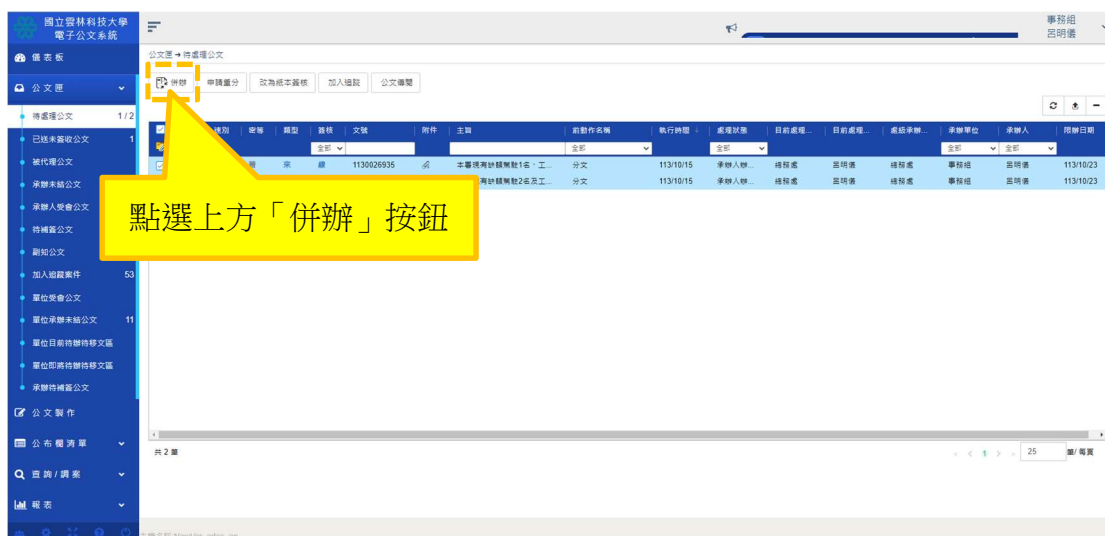 國立雲林科技大學
電子公文系統
事務組
呂明儀
儀表板
公文匣➔待處理公文
公文匣
併辦 申請重分 改為紙本簽核 加入追蹤 公文傳閱
待處理公文 1/2
已送未簽收公文 1
被代理公文
承辦未結公文
承辦人受會公文
待補簽公文
副知公文
加入追蹤案件 53
單位受會公文
單位承辦未結公文 11
單位目前待辦待移文區
單位即將待辦待移文區
承辦待補簽公文
公文製作
公布欄清單
查詢/調案
報表
速別 密等 類型 簽核 文號 附件 主旨 前動作名稱 執行時間 處理狀態 目前處理... 目前處理... 處級承辦... 承辦單位 承辦人 限辦日期
全部 全部 全部 全部 全部
來 線 1130026935 本署現有缺額駕駛1名、工... 分文 113/10/15 承辦人辦... 總務處 呂明儀 總務處 事務組 呂明儀 113/10/23
有缺額駕駛2名及工... 分文 113/10/15 承辦人辦... 總務處 呂明儀 總務處 事務組 呂明儀 113/10/23
點選上方「併辦」按鈕
共 2 筆
1 25 筆/每頁